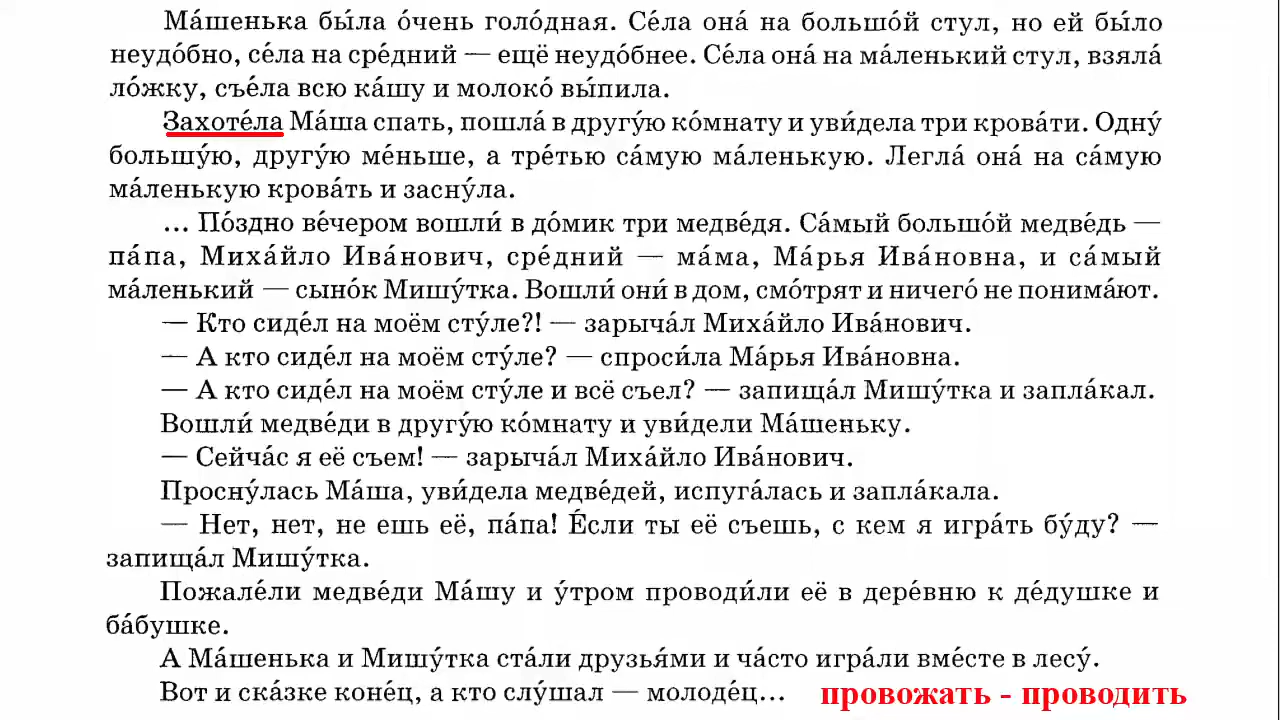 Ма́шенька была́ о́чень голо́дная. Се́ла она́ на большо́й стул, но ей бы́ло
неудо́бно, се́ла на сре́дний — ещё неудо́бнее. Се́ла она́ на ма́ленький стул, взяла́
ло́жку, съе́ла всю ка́шу и молоко́ вы́пила.
Захоте́ла Ма́ша спать, пошла́ в другу́ю ко́мнату и уви́дела три крова́ти. Одну́
большу́ю, другу́ю ме́ньше, а тре́тью са́мую ма́ленькую. Легла́ она́ на са́мую
ма́ленькую крова́ть и засну́ла.
... По́здно ве́чером вошли́ в до́мик три медве́дя. Са́мый большо́й медве́дь —
па́па, Миха́йло Ива́нович, сре́дний — ма́ма, Ма́рья Ива́новна, и са́мый
ма́ленький — сыно́к Мишу́тка. Вошли́ они́ в дом, смо́трят и ничего́ не понима́ют.
— Кто сиде́л на моём сту́ле?! — зарыча́л Миха́йло Ива́нович.
— А кто сиде́л на моём сту́ле? — спроси́ла Ма́рья Ива́новна.
— А кто сиде́л на моём сту́ле и всё съел? — запища́л Мишу́тка и запла́кал.
Вошли́ медве́ди в другу́ю ко́мнату и уви́дели Ма́шеньку.
— Сейча́с я её съем! — зарыча́л Миха́йло Ива́нович.
Просну́лась Ма́ша, уви́дела медве́дей, испуга́лась и запла́кала.
— Нет, нет, не ешь её, па́па! Е́сли ты её съешь, с кем я игра́ть бу́ду? —
запища́л Мишу́тка.
Пожале́ли медве́ди Ма́шу и у́тром проводи́ли её в дере́вню к де́душке и
ба́бушке.
А Ма́шенька и Мишу́тка ста́ли друзья́ми и ча́сто игра́ли вме́сте в лесу́.
Вот и ска́зке коне́ц, а кто слу́шал — молоде́ц... провожать - проводить